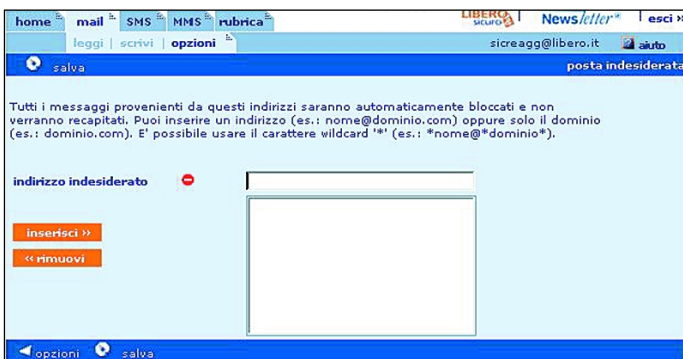 home mail SMS MMS rubrica LIBERO SICURO Newsletter esci »
leggi | scrivi | opzioni sicreagg@libero.it aiuto
salva posta indesiderata
Tutti i messaggi provenienti da questi indirizzi saranno automaticamente bloccati e non
verranno recapitati. Puoi inserire un indirizzo (es.: nome@dominio.com) oppure solo il dominio
(es.: dominio.com). E' possibile usare il carattere wildcard '*' (es.: *nome@*dominio*).
indirizzo indesiderato
inserisci »
« rimuovi
opzioni salva